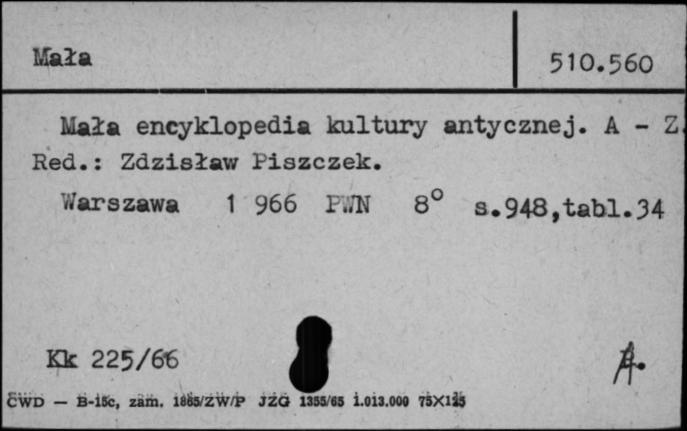 Mała 510.560
Mała encyklopedia kultury antycznej. A - Z.
Red.: Zdzisław Piszczek.
Warszawa 1 966 PWN 8° s.948,tabl.34
Kk 225/66
CWD — B-15c, zam. 1865/ZW/P JZG 1355/65 1.013.000 75X125